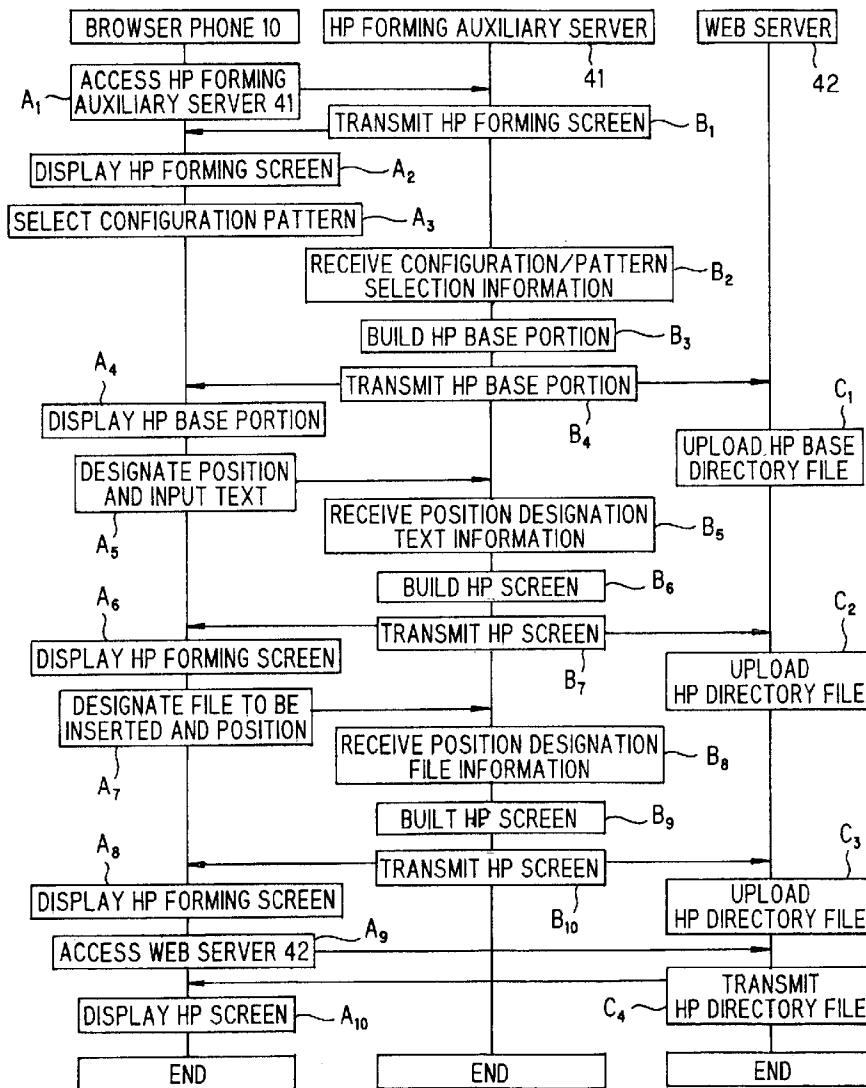 BROWSER PHONE 10
HP FORMING AUXILIARY SERVER
41
WEB SERVER
42
A1
ACCESS HP FORMING
AUXILIARY SERVER 41
TRANSMIT HP FORMING SCREEN
B1
DISPLAY HP FORMING SCREEN
A2
SELECT CONFIGURATION PATTERN
A3
RECEIVE CONFIGURATION/PATTERN
SELECTION INFORMATION
B2
BUILD HP BASE PORTION
B3
A4
TRANSMIT HP BASE PORTION
B4
DISPLAY HP BASE PORTION
C1
UPLOAD HP BASE
DIRECTORY FILE
DESIGNATE POSITION
AND INPUT TEXT
A5
RECEIVE POSITION DESIGNATION
TEXT INFORMATION
B5
BUILD HP SCREEN
B6
A6
TRANSMIT HP SCREEN
B7
C2
DISPLAY HP FORMING SCREEN
UPLOAD
HP DIRECTORY FILE
DESIGNATE FILE TO BE
INSERTED AND POSITION
A7
RECEIVE POSITION DESIGNATION
FILE INFORMATION
B8
BUILT HP SCREEN
B9
A8
TRANSMIT HP SCREEN
B10
C3
DISPLAY HP FORMING SCREEN
UPLOAD
HP DIRECTORY FILE
ACCESS WEB SERVER 42
A9
TRANSMIT
HP DIRECTORY FILE
C4
DISPLAY HP SCREEN
A10
END
END
END